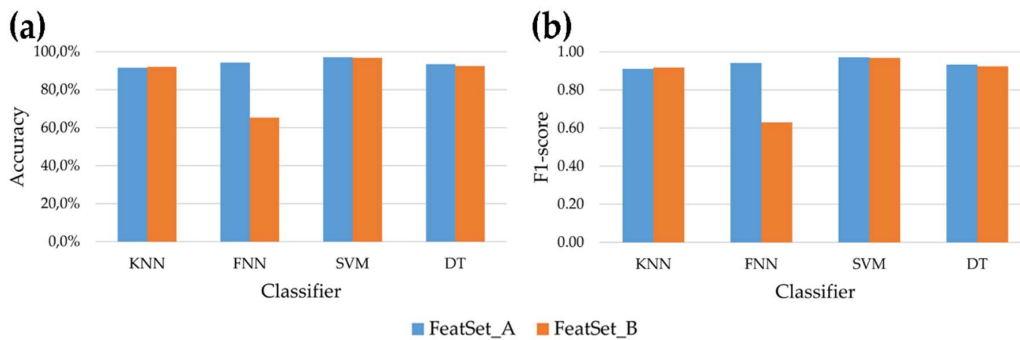 (a)
100,0%
80,0%
60,0%
40,0%
20,0%
0,0%
Accuracy
KNN FNN SVM DT
Classifier
(b)
1.00
0.80
0.60
0.40
0.20
0.00
F1-score
KNN FNN SVM DT
Classifier
FeatSet_A FeatSet_B